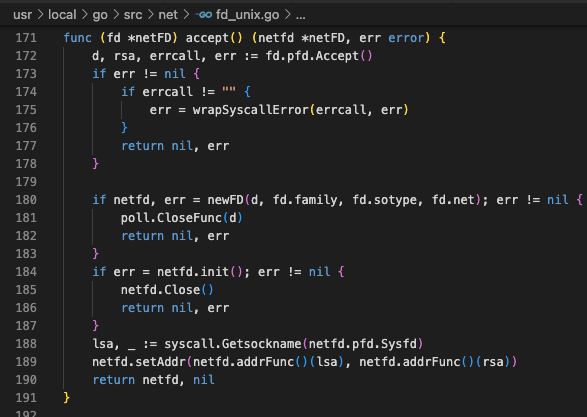 usr > local > go > src > net > GO fd_unix.go > ...
171 func (fd *netFD) accept() (netfd *netFD, err error) {
172     d, rsa, errcall, err := fd.pfd.Accept()
173     if err != nil {
174         if errcall != "" {
175             err = wrapSyscallError(errcall, err)
176         }
177         return nil, err
178     }
179
180     if netfd, err = newFD(d, fd.family, fd.sotype, fd.net); err != nil {
181         poll.CloseFunc(d)
182         return nil, err
183     }
184     if err = netfd.init(); err != nil {
185         netfd.Close()
186         return nil, err
187     }
188     lsa, _ := syscall.Getsockname(netfd.pfd.Sysfd)
189     netfd.setAddr(netfd.addrFunc()(lsa), netfd.addrFunc()(rsa))
190     return netfd, nil
191 }
192